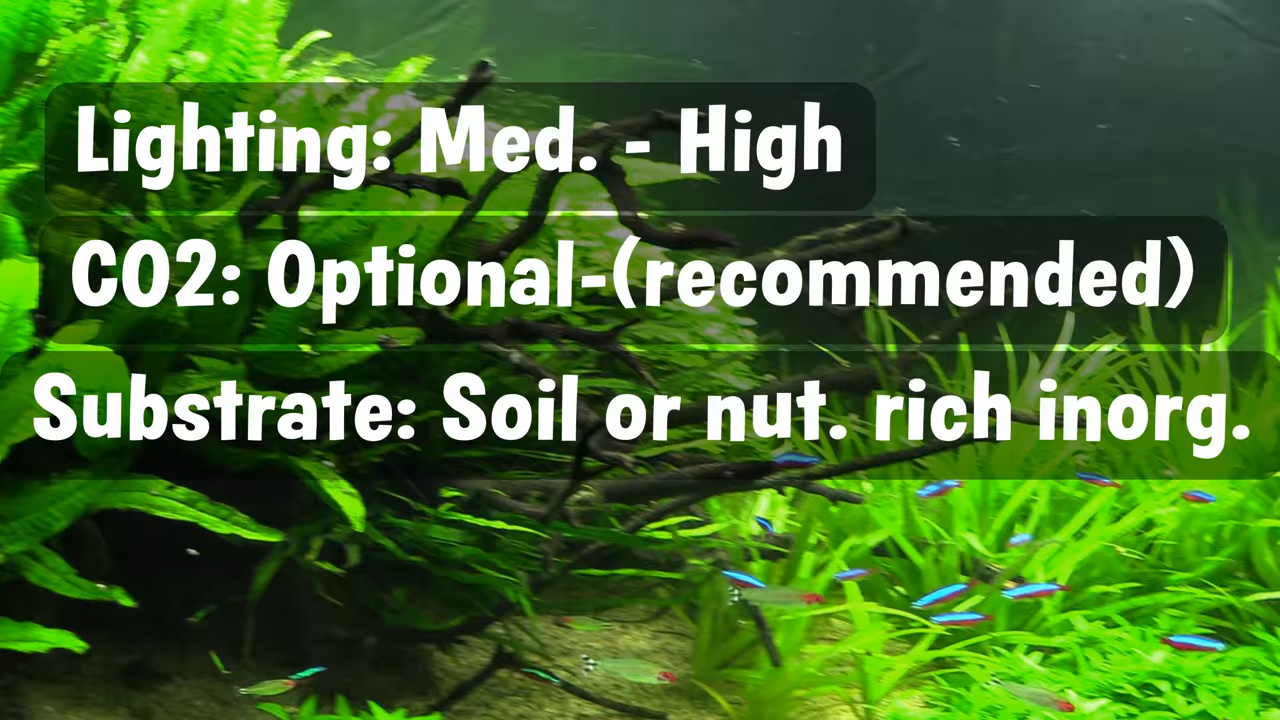 Lighting: Med. - High
CO2: Optional-(recommended)
Substrate: Soil or nut. rich inorg.